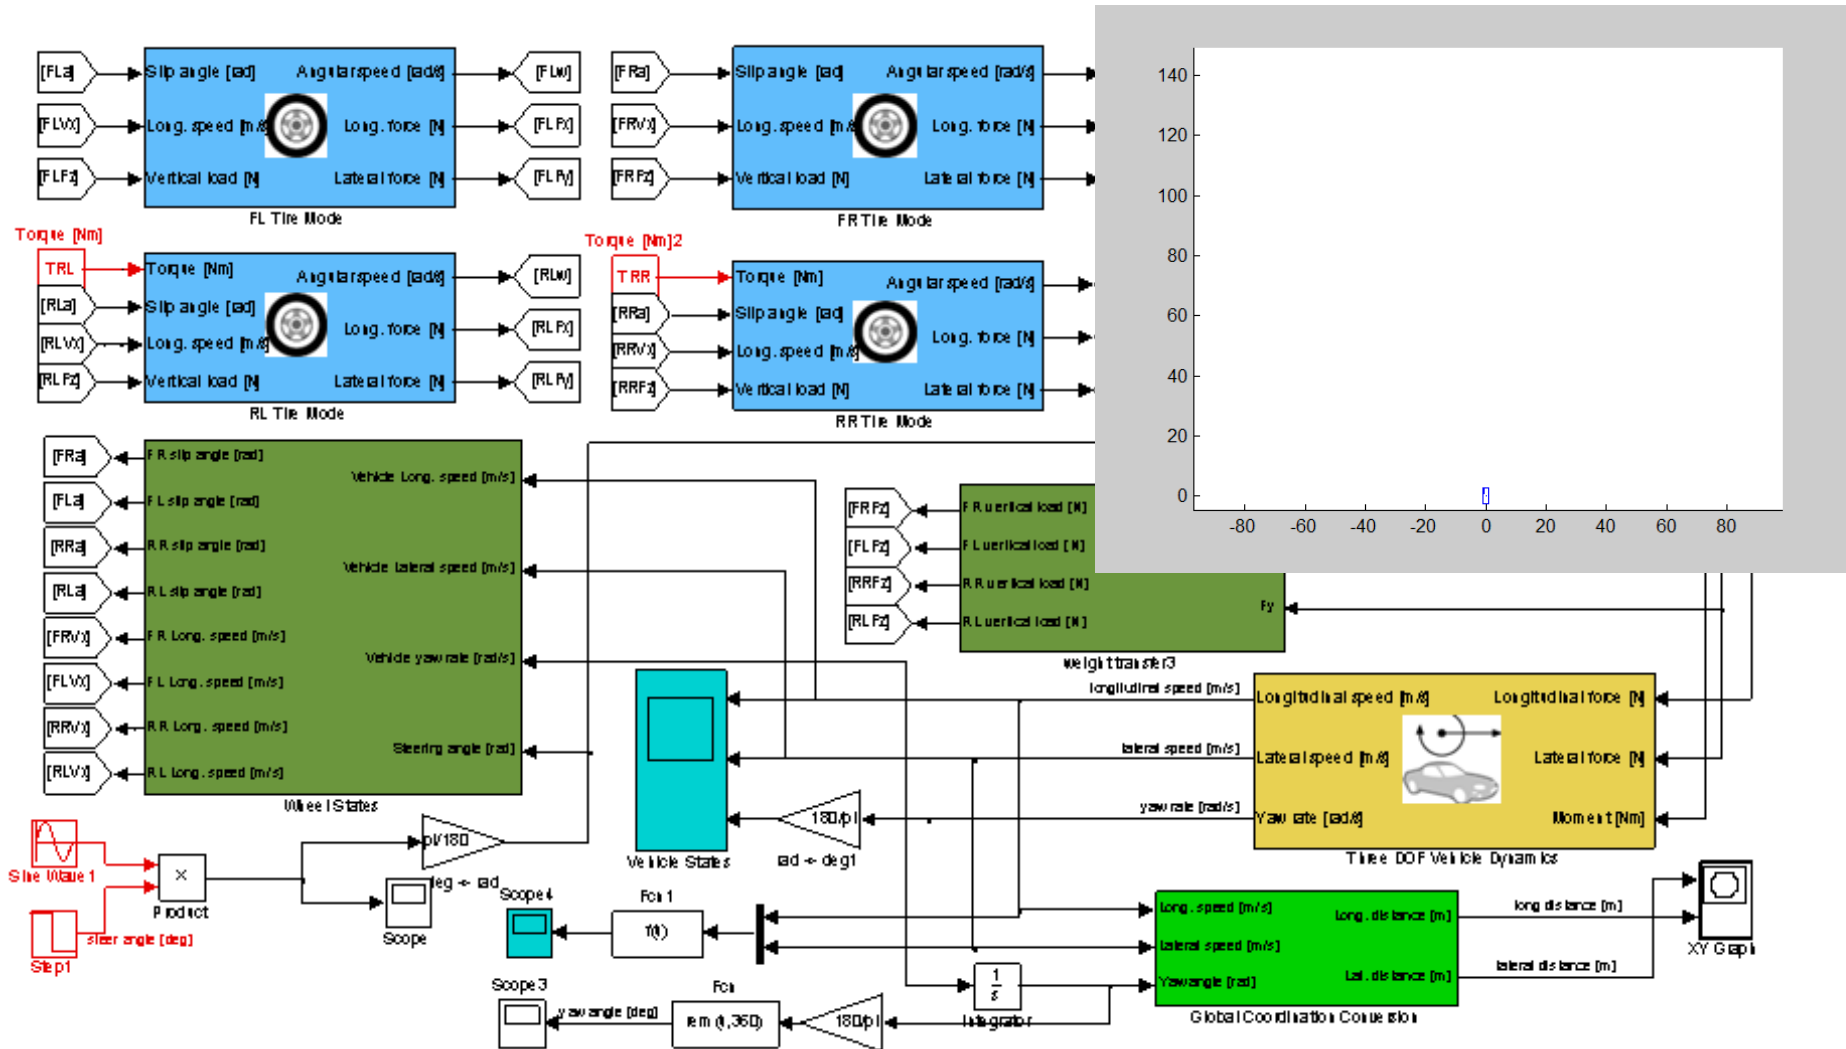 [FLa]
Slip angle [rad]
Angular speed [rad/s]
[FLw]
[FLVx]
Long. speed [m/s]
Long. force [N]
[FLFx]
[FLFz]
Vertical load [N]
Lateral force [N]
[FLFy]
FL Tire Mode
[FRa]
Slip angle [rad]
Angular speed [rad/s]
[FRVx]
Long. speed [m/s]
Long. force [N]
[FRFz]
Vertical load [N]
Lateral force [N]
FR Tire Mode
Torque [Nm]
TRL
Torque [Nm]
Angular speed [rad/s]
[RLw]
[RLa]
Slip angle [rad]
[RLVx]
Long. speed [m/s]
Long. force [N]
[RLFx]
[RLFz]
Vertical load [N]
Lateral force [N]
[RLFy]
RL Tire Mode
Torque [Nm]2
TRR
Torque [Nm]
Angular speed [rad/s]
[RRa]
Slip angle [rad]
[RRVx]
Long. speed [m/s]
Long. force [N]
[RRFz]
Vertical load [N]
Lateral force [N]
RR Tire Mode
140
120
100
80
60
40
20
0
-80 -60 -40 -20 0 20 40 60 80
[FRa]
FR slip angle [rad]
[FLa]
FL slip angle [rad]
[RRa]
RR slip angle [rad]
[RLa]
RL slip angle [rad]
[FRVx]
FR Long. speed [m/s]
[FLVx]
FL Long. speed [m/s]
[RRVx]
RR Long. speed [m/s]
[RLVx]
RL Long. speed [m/s]
Vehicle Long. speed [m/s]
Vehicle Lateral speed [m/s]
Vehicle yaw rate [rad/s]
Steering angle [rad]
Wheel States
[FRFz]
FR vertical load [N]
[FLFz]
FL vertical load [N]
[RRFz]
RR vertical load [N]
[RLFz]
RL vertical load [N]
Fy
weight transfer3
longitudinal speed [m/s]
lateral speed [m/s]
yaw rate [rad/s]
Longitudinal speed [m/s]
Longitudinal force [N]
Lateral speed [m/s]
Lateral force [N]
Yaw rate [rad/s]
Moment [Nm]
Three DOF Vehicle Dynamics
Vehicle States
180/pi
rad -> deg1
Sine Wave1
Step1
steer angle [deg]
×
Product
pi/180
deg -> rad
Scope
Scope4
Fcn1
f(u)
Scope3
yaw angle [deg]
Fcn
rem (u,360)
180/pi
1
s
Integrator
Long. speed [m/s]
Lateral speed [m/s]
Yaw angle [rad]
Long. distance [m]
Lat. distance [m]
Global Coordination Conversion
long distance [m]
lateral distance [m]
XY Graph